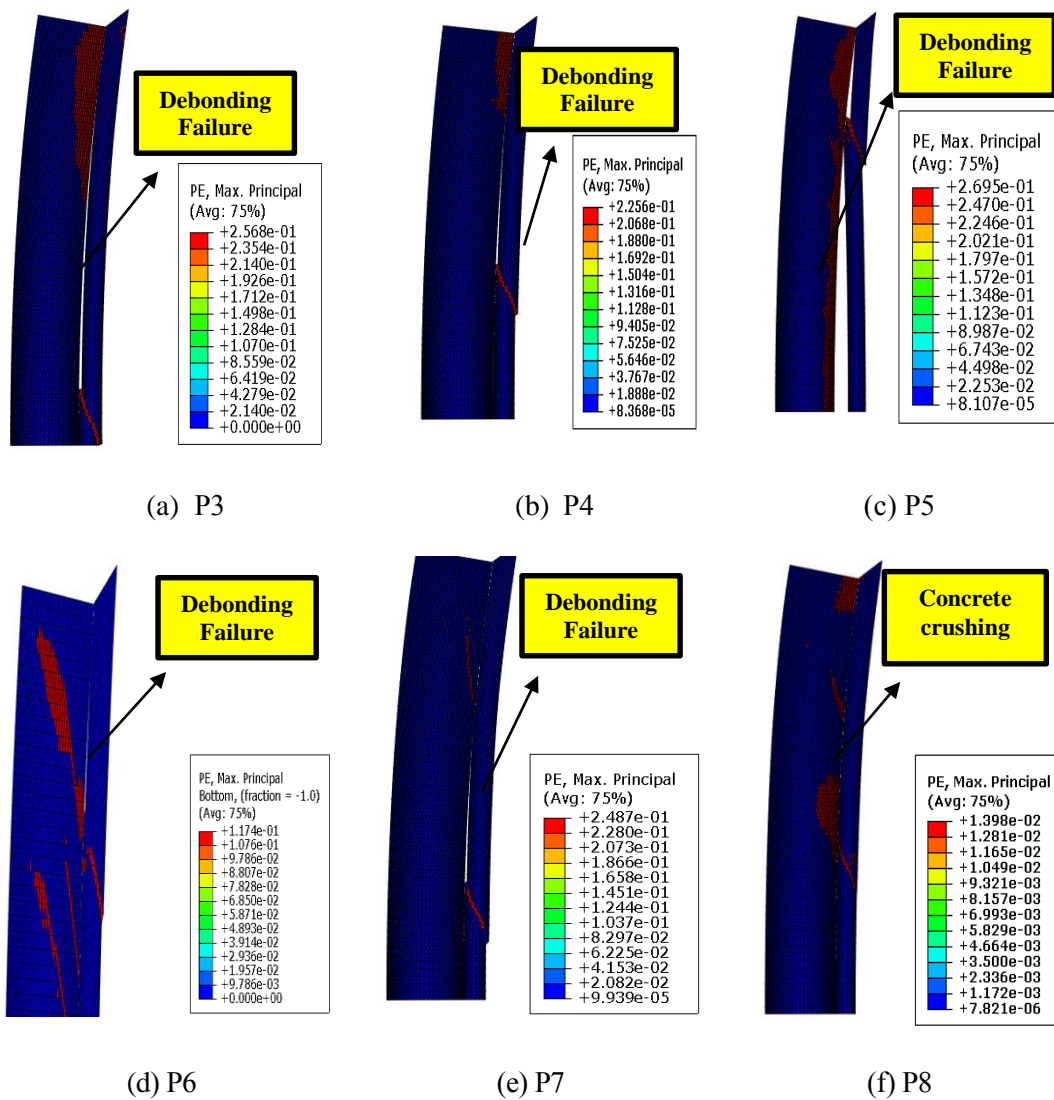 Debonding
Failure
PE, Max. Principal
(Avg: 75%)
+2.568e-01
+2.354e-01
+2.140e-01
+1.926e-01
+1.712e-01
+1.498e-01
+1.284e-01
+1.070e-01
+8.559e-02
+6.419e-02
+4.279e-02
+2.140e-02
+0.000e+00
(a) P3
Debonding
Failure
PE, Max. Principal
(Avg: 75%)
+2.256e-01
+2.068e-01
+1.880e-01
+1.692e-01
+1.504e-01
+1.316e-01
+1.128e-01
+9.405e-02
+7.525e-02
+5.646e-02
+3.767e-02
+1.888e-02
+8.368e-05
(b) P4
Debonding
Failure
PE, Max. Principal
(Avg: 75%)
+2.695e-01
+2.470e-01
+2.246e-01
+2.021e-01
+1.797e-01
+1.572e-01
+1.348e-01
+1.123e-01
+8.987e-02
+6.743e-02
+4.498e-02
+2.253e-02
+8.107e-05
(c) P5
Debonding
Failure
PE, Max. Principal
Bottom, (fraction = -1.0)
(Avg: 75%)
+1.174e-01
+1.076e-01
+9.786e-02
+8.807e-02
+7.828e-02
+6.850e-02
+5.871e-02
+4.893e-02
+3.914e-02
+2.936e-02
+1.957e-02
+9.786e-03
+0.000e+00
(d) P6
Debonding
Failure
PE, Max. Principal
(Avg: 75%)
+2.487e-01
+2.280e-01
+2.073e-01
+1.866e-01
+1.658e-01
+1.451e-01
+1.244e-01
+1.037e-01
+8.297e-02
+6.225e-02
+4.153e-02
+2.082e-02
+9.939e-05
(e) P7
Concrete
crushing
PE, Max. Principal
(Avg: 75%)
+1.398e-02
+1.281e-02
+1.165e-02
+1.049e-02
+9.321e-03
+8.157e-03
+6.993e-03
+5.829e-03
+4.664e-03
+3.500e-03
+2.336e-03
+1.172e-03
+7.821e-06
(f) P8